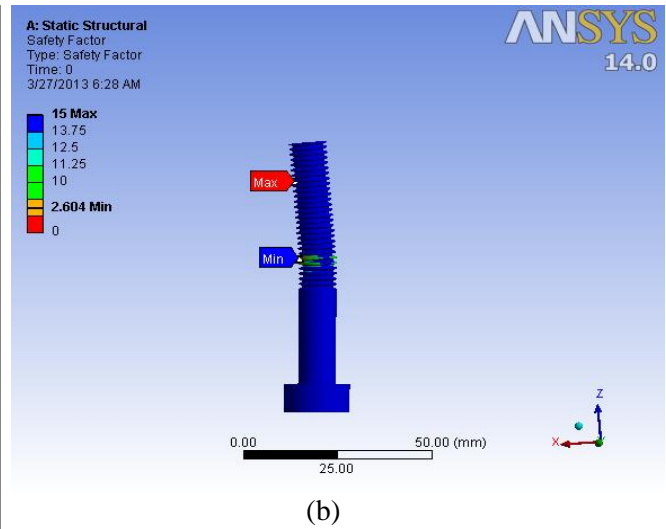 A: Static Structural
Safety Factor
Type: Safety Factor
Time: 0
3/27/2013 6:28 AM
ANSYS
14.0
15 Max
13.75
12.5
11.25
10
2.604 Min
0
Max
Min
0.00
50.00 (mm)
25.00
Z
X
(b)